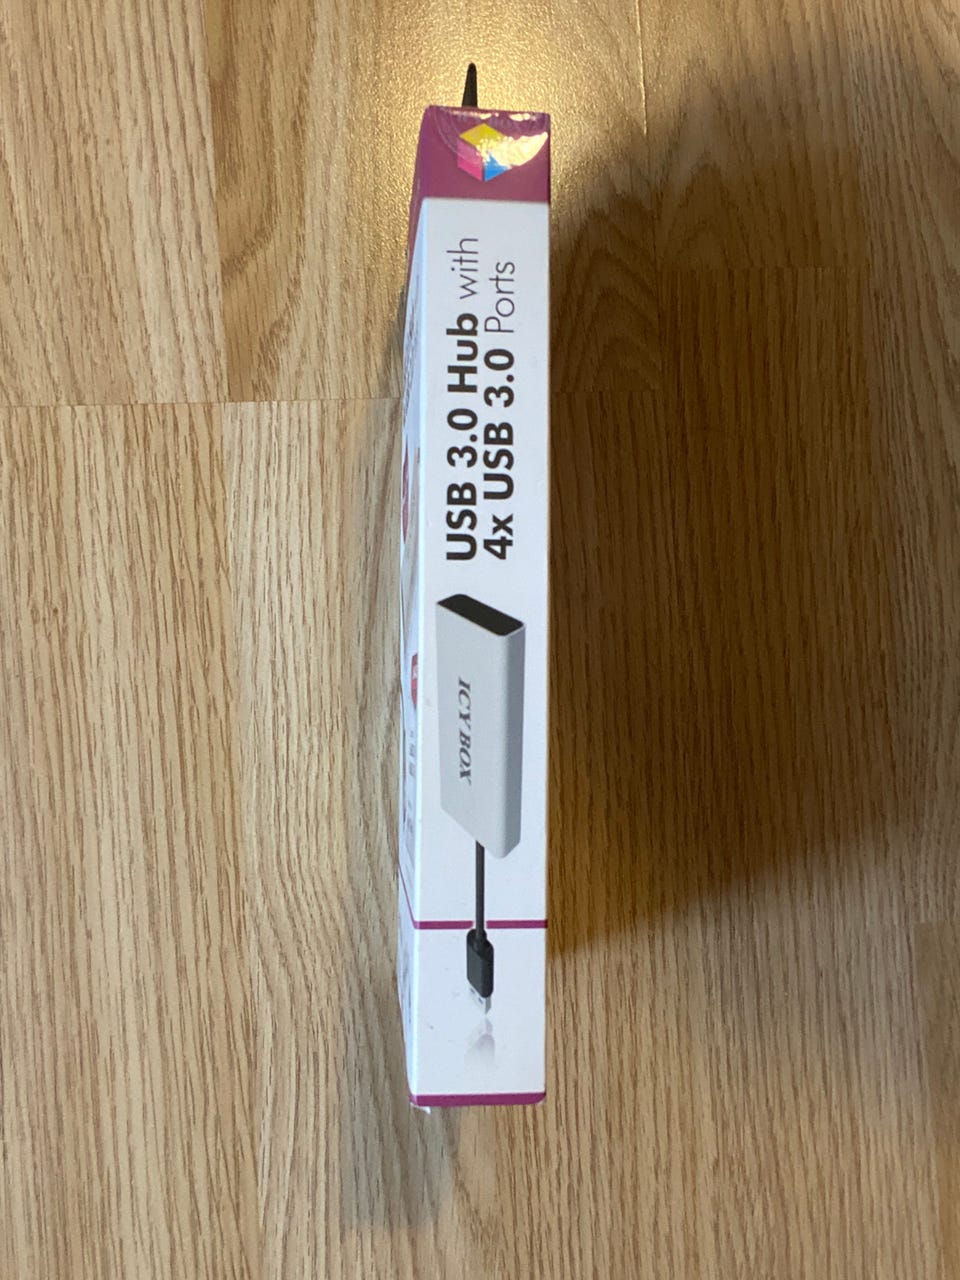 USB 3.0 Hub with
4x USB 3.0 Ports
ICY BOX